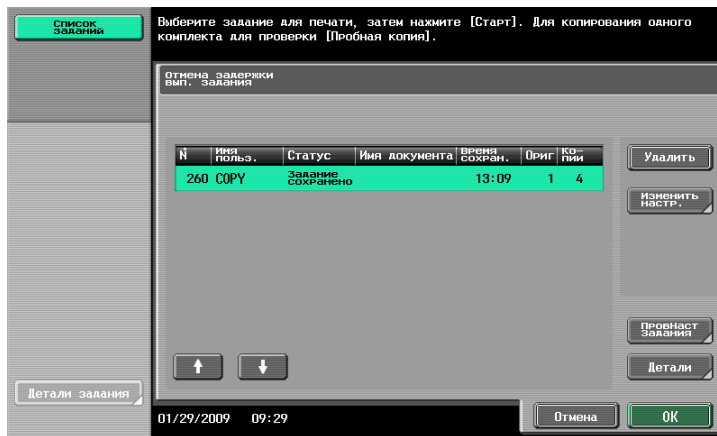 Список
заданий
Выберите задание для печати, затем нажмите [Старт]. Для копирования одного
комплекта для проверки [Пробная копия].
Отмена задержки
вып. задания
N Имя польз. Статус Имя документа Время сохран. Ориг Ко-пии
260 COPY Задание сохранено 13:09 1 4
Удалить
Изменить
настр.
ПровНаст
Задания
Детали
Детали задания
01/29/2009 09:29
Отмена
OK